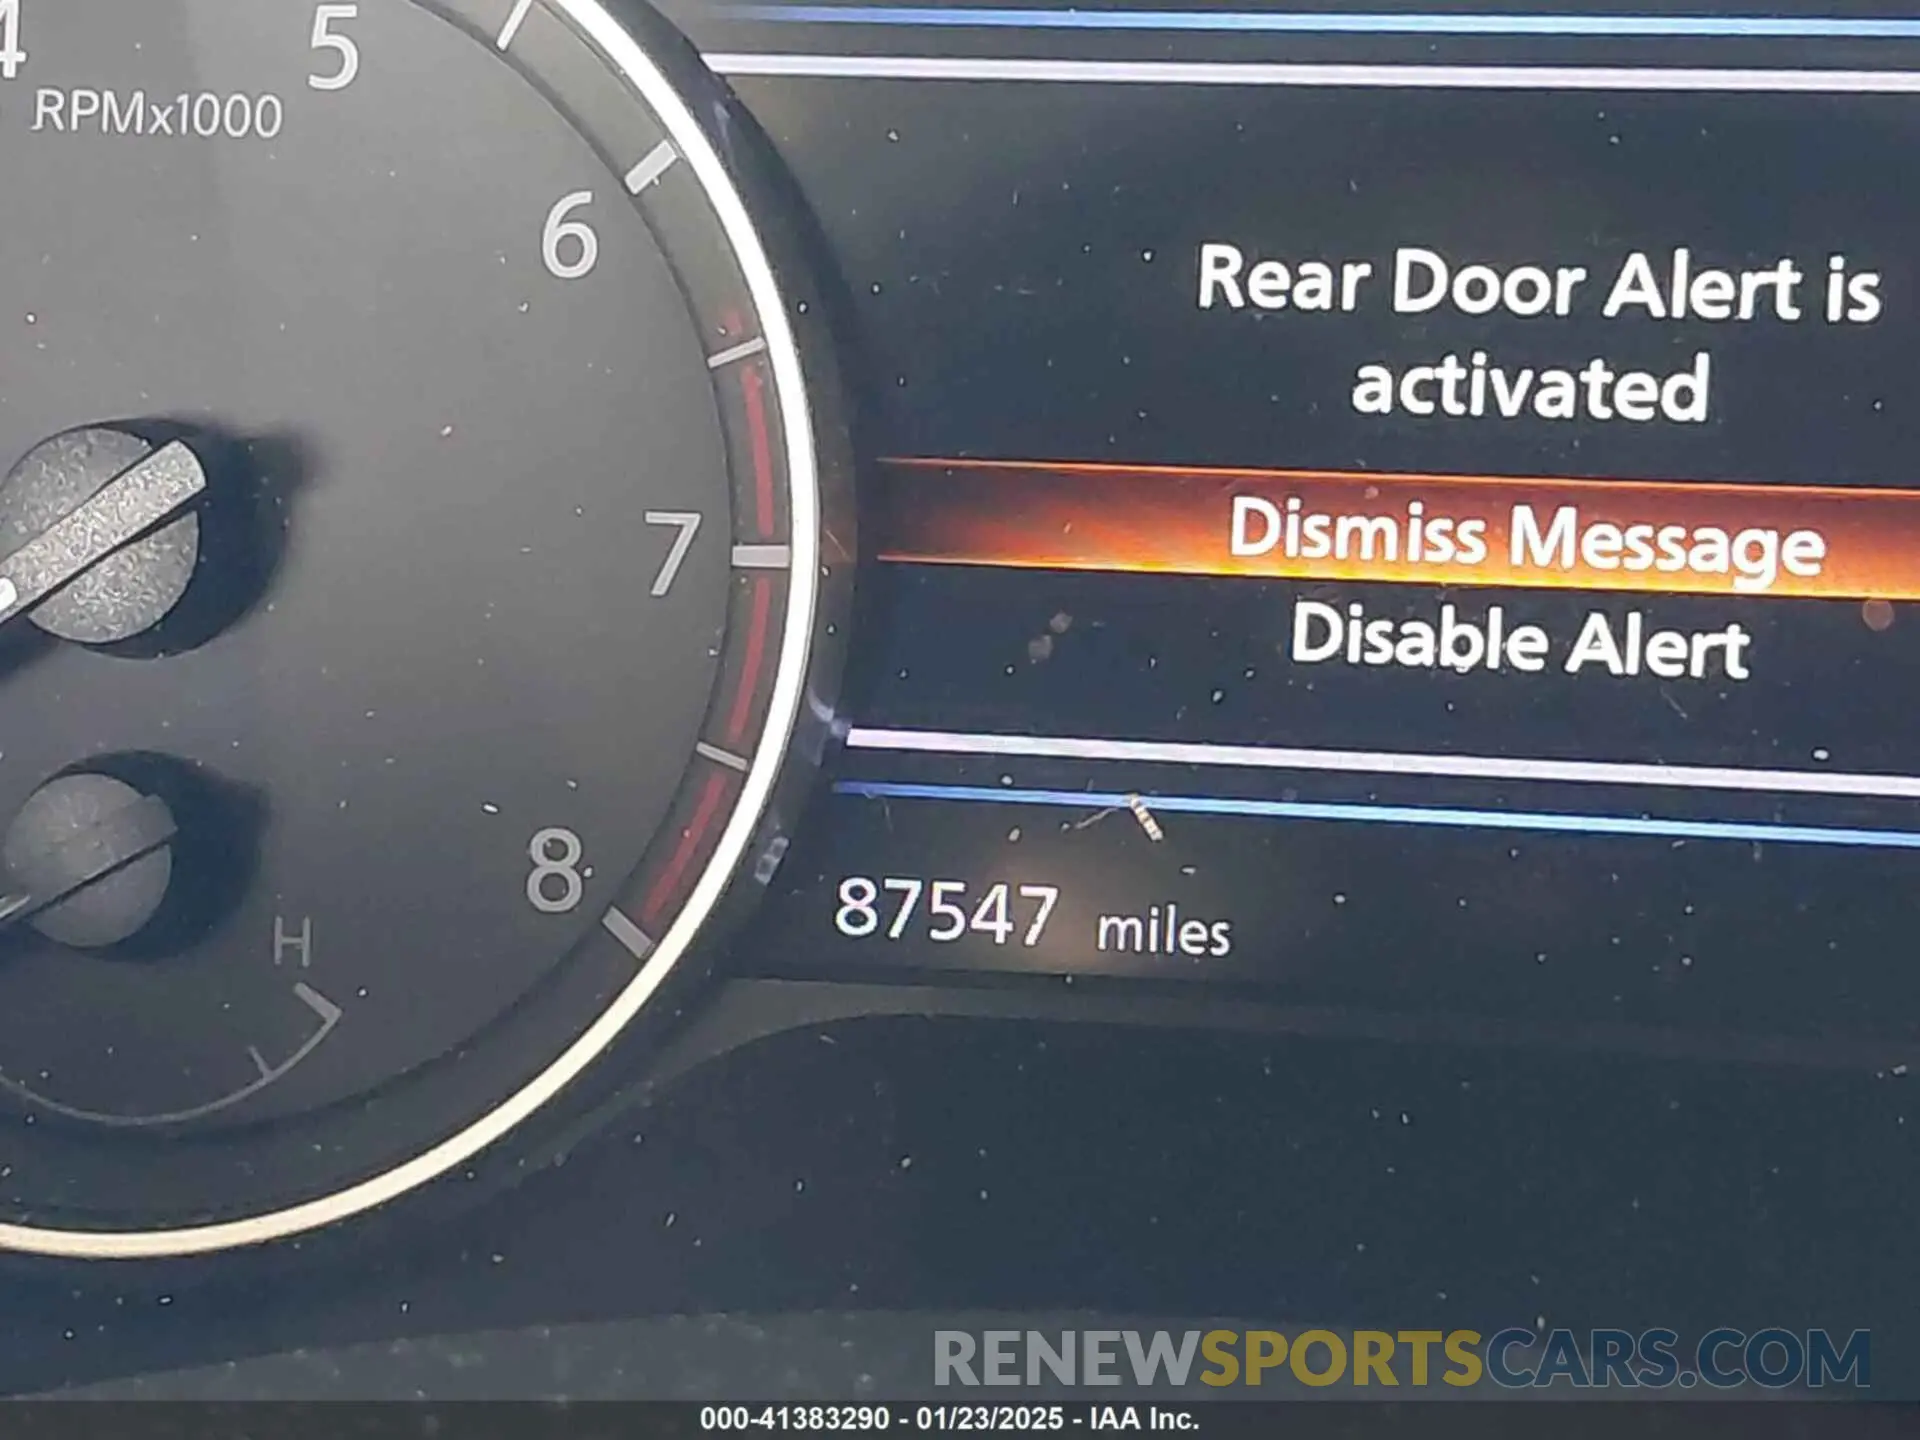 4
5
RPMx1000
6
7
8
H
Rear Door Alert is
activated
Dismiss Message
Disable Alert
87547 miles
RENEWSPORTSCARS.COM
000-41383290 - 01/23/2025 - IAA Inc.